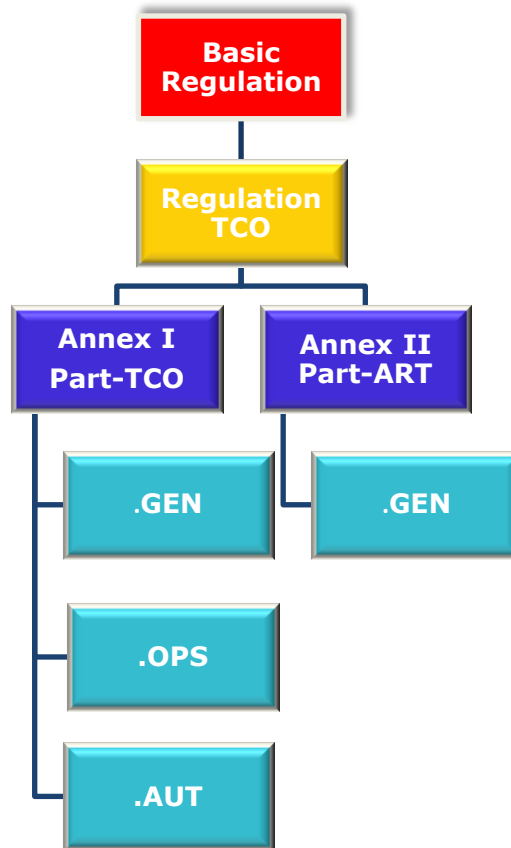 Basic
Regulation
Regulation
TCO
Annex I
Part-TCO
Annex II
Part-ART
.GEN
.GEN
.OPS
.AUT